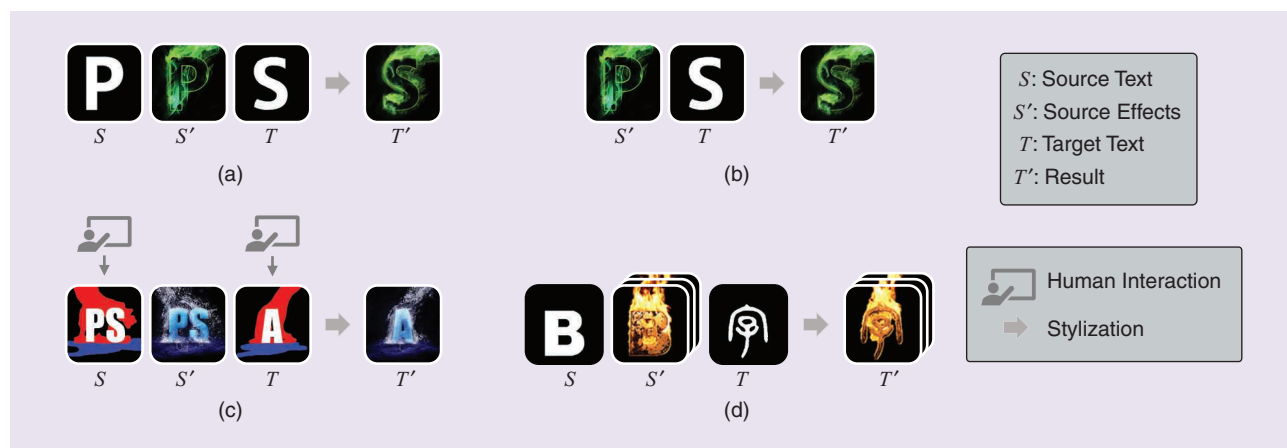 P P S S
S S′ T T′
(a)
P S S
S′ T T′
(b)
S: Source Text
S′: Source Effects
T: Target Text
T′: Result
PS PS A A
S S′ T T′
(c)
B B
S S′ T T′
(d)
Human Interaction
Stylization